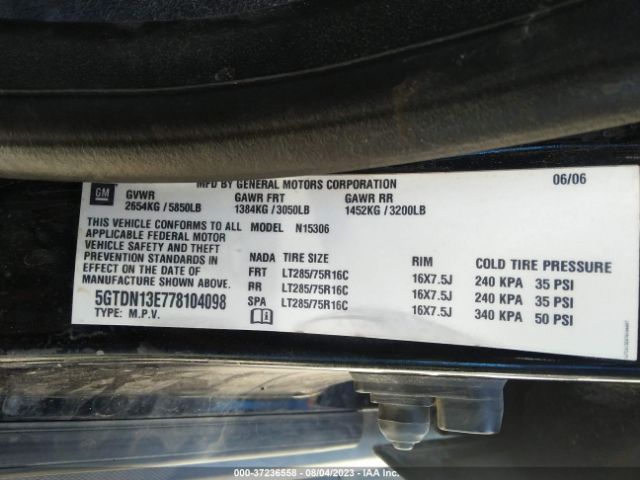 MFD BY GENERAL MOTORS CORPORATION 06/06
GM
GVWR GAWR FRT GAWR RR
2654KG / 5850LB 1384KG / 3050LB 1452KG / 3200LB
THIS VEHICLE CONFORMS TO ALL MODEL N15306
APPLICABLE FEDERAL MOTOR
VEHICLE SAFETY AND THEFT
PREVENTION STANDARDS IN
EFFECT ON THE DATE OF
MANUFACTURE SHOWN ABOVE.
5GTDN13E778104098
TYPE: M.P.V.
NADA TIRE SIZE RIM COLD TIRE PRESSURE
FRT LT285/75R16C 16X7.5J 240 KPA 35 PSI
RR LT285/75R16C 16X7.5J 240 KPA 35 PSI
SPA LT285/75R16C 16X7.5J 340 KPA 50 PSI
000-37236558 - 08/04/2023 - IAA Inc.